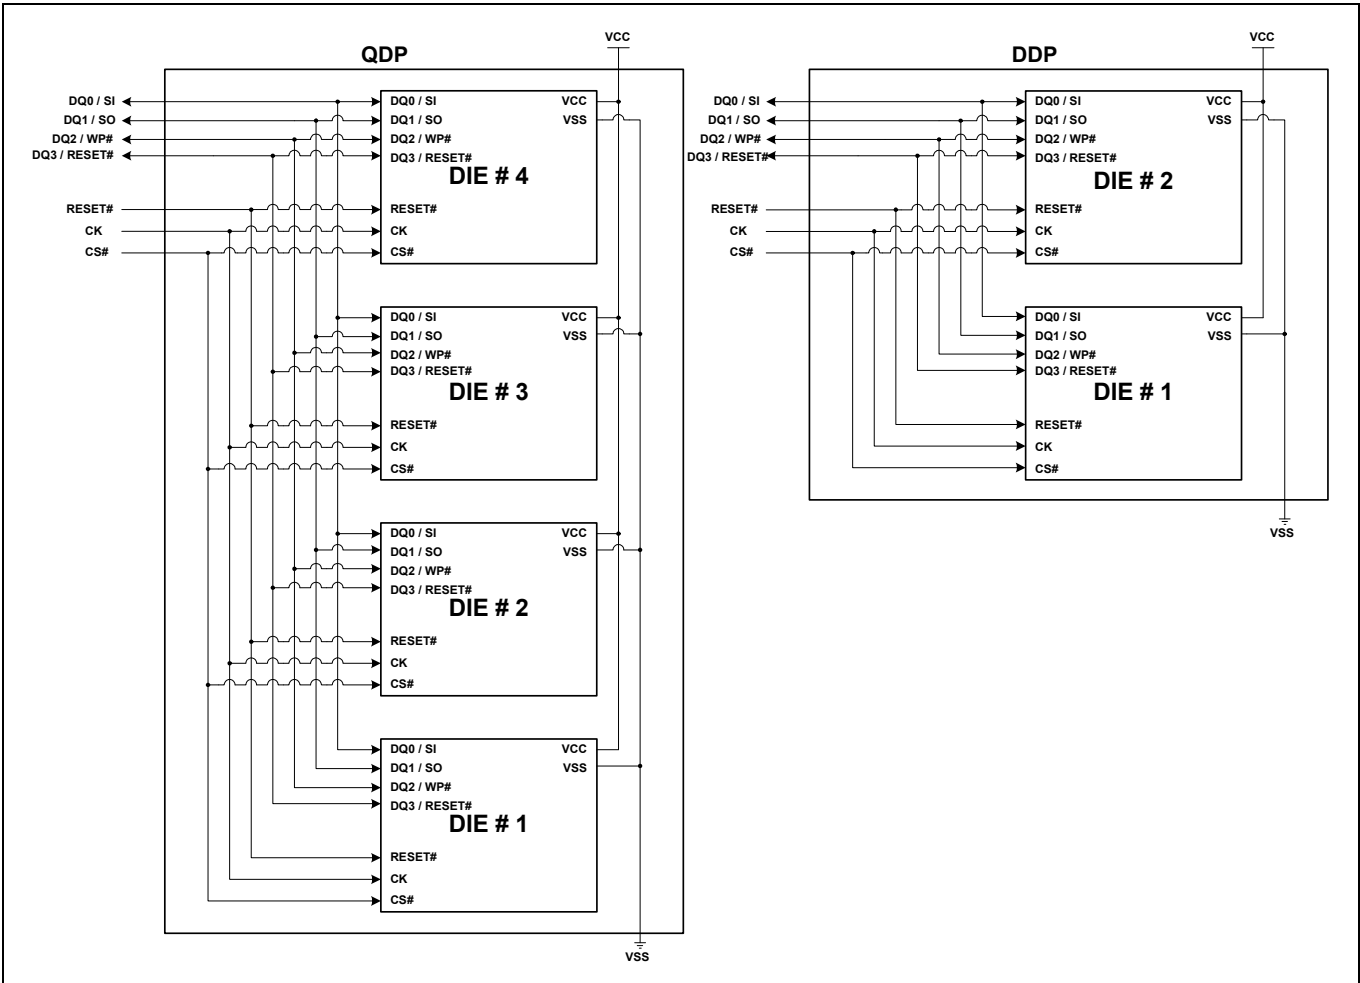 QDP
VCC
DQ0 / SI
DQ1 / SO
DQ2 / WP#
DQ3 / RESET#
RESET#
CK
CS#
DQ0 / SI
DQ1 / SO
DQ2 / WP#
DQ3 / RESET#
DIE # 4
RESET#
CK
CS#
VCC
VSS
DQ0 / SI
DQ1 / SO
DQ2 / WP#
DQ3 / RESET#
DIE # 3
RESET#
CK
CS#
VCC
VSS
DQ0 / SI
DQ1 / SO
DQ2 / WP#
DQ3 / RESET#
DIE # 2
RESET#
CK
CS#
VCC
VSS
DQ0 / SI
DQ1 / SO
DQ2 / WP#
DQ3 / RESET#
DIE # 1
RESET#
CK
CS#
VCC
VSS
VSS
DDP
VCC
DQ0 / SI
DQ1 / SO
DQ2 / WP#
DQ3 / RESET#
RESET#
CK
CS#
DQ0 / SI
DQ1 / SO
DQ2 / WP#
DQ3 / RESET#
DIE # 2
RESET#
CK
CS#
VCC
VSS
DQ0 / SI
DQ1 / SO
DQ2 / WP#
DQ3 / RESET#
DIE # 1
RESET#
CK
CS#
VCC
VSS
VSS